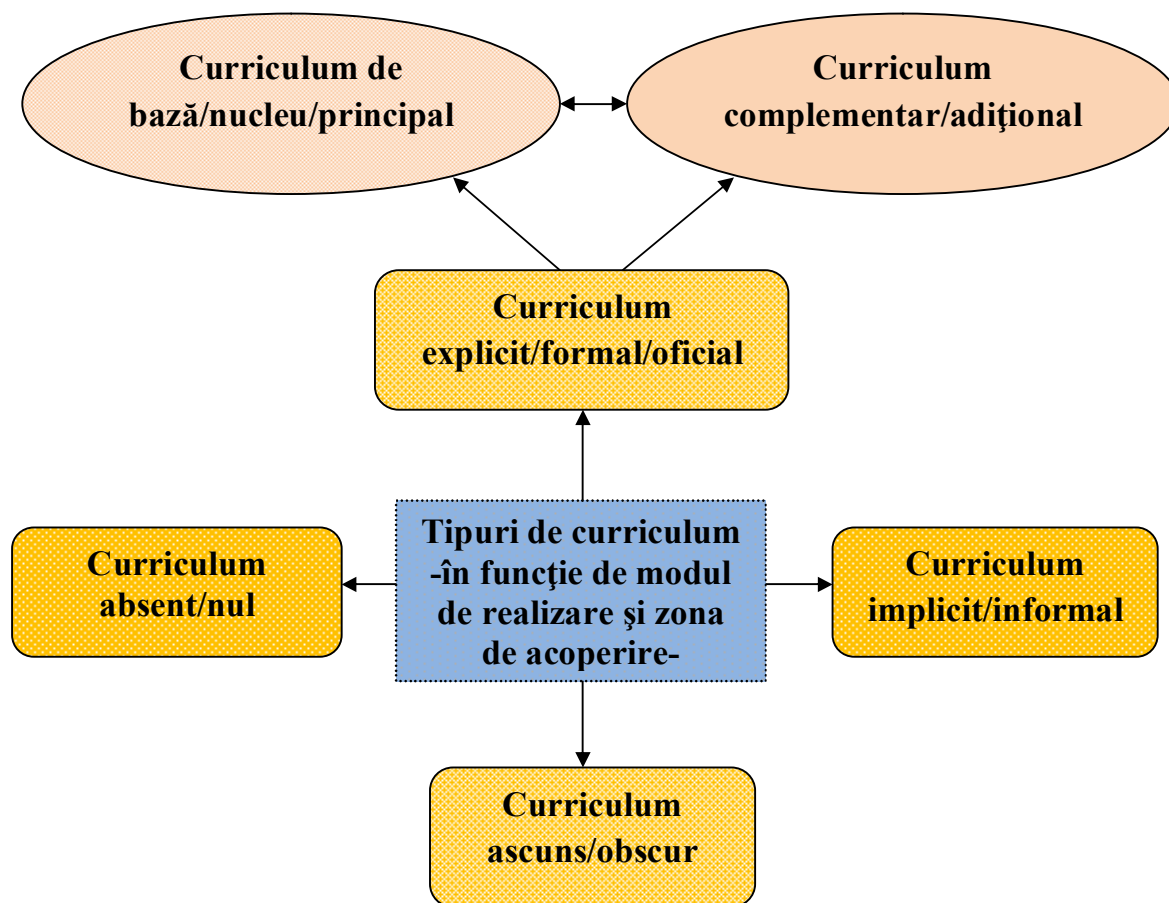 Curriculum de
bază/nucleu/principal
Curriculum
complementar/adiţional
Curriculum
explicit/formal/oficial
Curriculum
absent/nul
Tipuri de curriculum
-în funcţie de modul
de realizare şi zona
de acoperire-
Curriculum
implicit/informal
Curriculum
ascuns/obscur